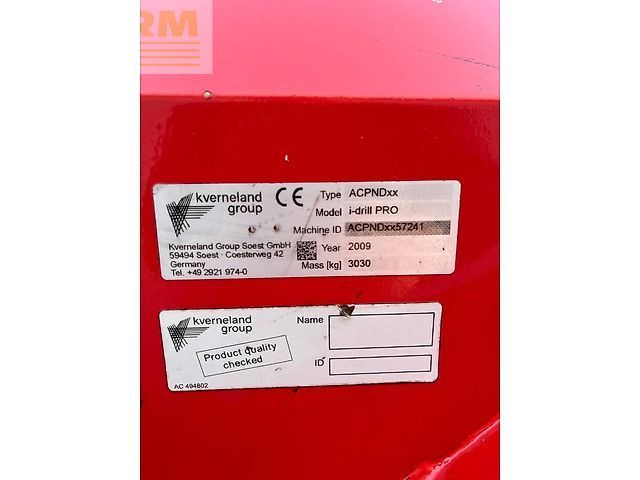 RM
kverneland
group
CE
Type ACPNDxx
Model i-drill PRO
Machine ID ACPNDxx57241
Kverneland Group Soest GmbH
59494 Soest · Coesterweg 42
Germany
Tel. +49 2921 974-0
Year 2009
Mass [kg] 3030
kverneland
group
Name
Product quality
checked
ID
AC 494802